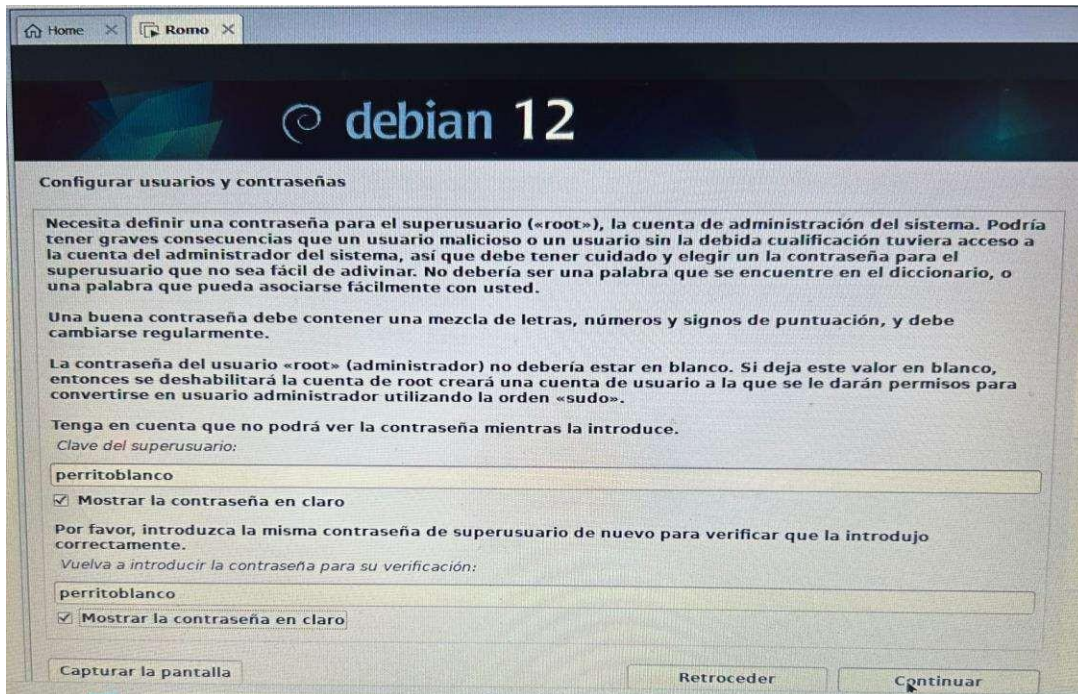 Home
Romo
debian 12
Configurar usuarios y contraseñas
Necesita definir una contraseña para el superusuario («root»), la cuenta de administración del sistema. Podría
tener graves consecuencias que un usuario malicioso o un usuario sin la debida cualificación tuviera acceso a
la cuenta del administrador del sistema, así que debe tener cuidado y elegir un la contraseña para el
superusuario que no sea fácil de adivinar. No debería ser una palabra que se encuentre en el diccionario, o
una palabra que pueda asociarse fácilmente con usted.
Una buena contraseña debe contener una mezcla de letras, números y signos de puntuación, y debe
cambiarse regularmente.
La contraseña del usuario «root» (administrador) no debería estar en blanco. Si deja este valor en blanco,
entonces se deshabilitará la cuenta de root creará una cuenta de usuario a la que se le darán permisos para
convertirse en usuario administrador utilizando la orden «sudo».
Tenga en cuenta que no podrá ver la contraseña mientras la introduce.
Clave del superusuario:
perritoblanco
Mostrar la contraseña en claro
Por favor, introduzca la misma contraseña de superusuario de nuevo para verificar que la introdujo
correctamente.
Vuelva a introducir la contraseña para su verificación:
perritoblanco
Mostrar la contraseña en claro
Capturar la pantalla
Retroceder
Continuar